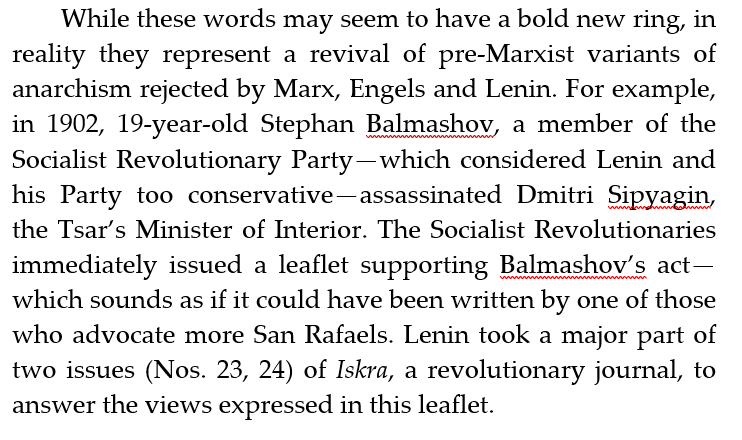 While these words may seem to have a bold new ring, in
reality they represent a revival of pre-Marxist variants of
anarchism rejected by Marx, Engels and Lenin. For example,
in 1902, 19-year-old Stephan Balmashov, a member of the
Socialist Revolutionary Party—which considered Lenin and
his Party too conservative—assassinated Dmitri Sipyagin,
the Tsar’s Minister of Interior. The Socialist Revolutionaries
immediately issued a leaflet supporting Balmashov’s act—
which sounds as if it could have been written by one of those
who advocate more San Rafaels. Lenin took a major part of
two issues (Nos. 23, 24) of Iskra, a revolutionary journal, to
answer the views expressed in this leaflet.